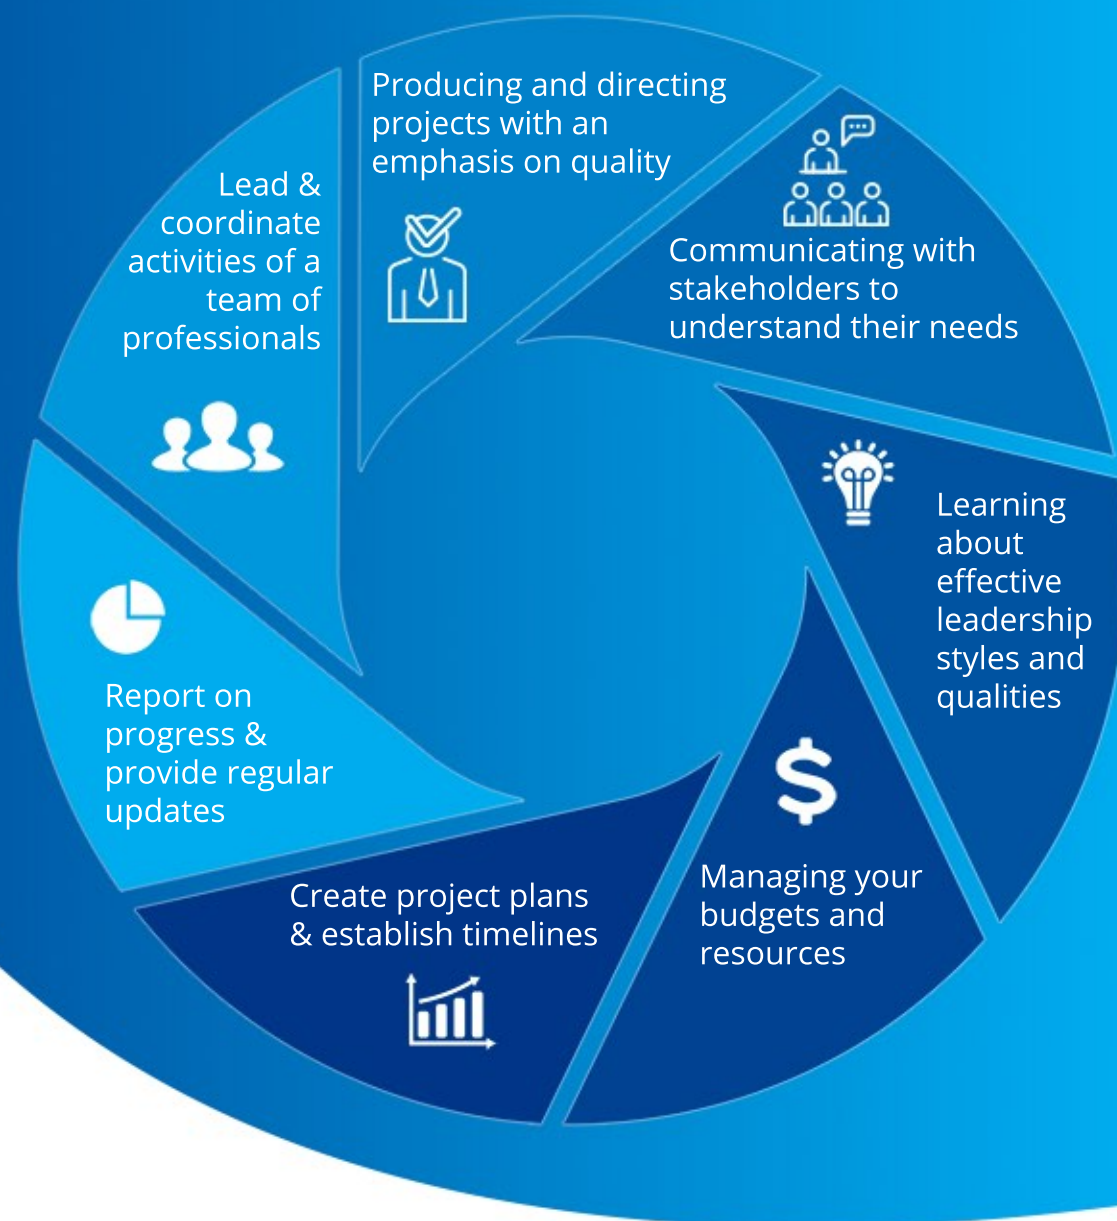 Producing and directing
projects with an
emphasis on quality
Communicating with
stakeholders to
understand their needs
Learning
about
effective
leadership
styles and
qualities
Managing your
budgets and
resources
Create project plans
& establish timelines
Report on
progress &
provide regular
updates
Lead &
coordinate
activities of a
team of
professionals